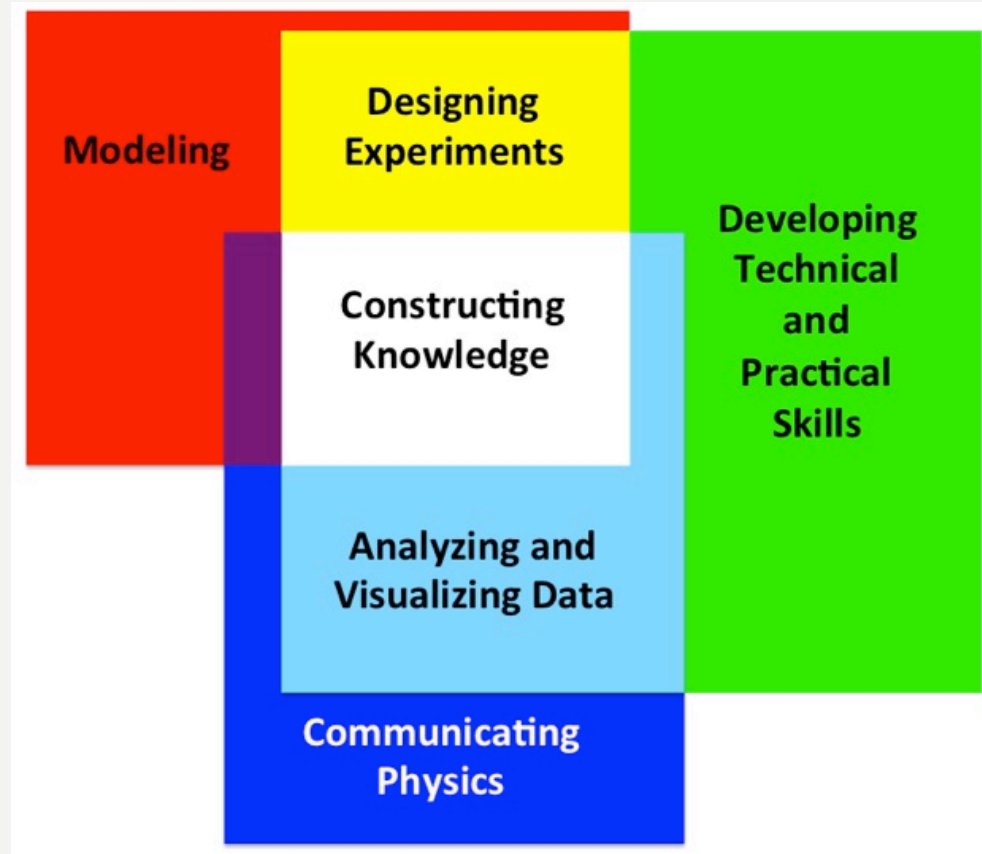 Modeling
Designing
Experiments
Developing
Technical
and
Practical
Skills
Constructing
Knowledge
Analyzing and
Visualizing Data
Communicating
Physics